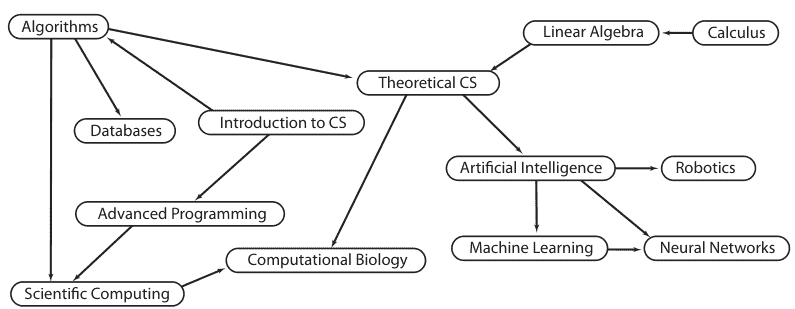 Algorithms
Linear Algebra
Calculus
Theoretical CS
Databases
Introduction to CS
Artificial Intelligence
Robotics
Advanced Programming
Machine Learning
Neural Networks
Computational Biology
Scientific Computing